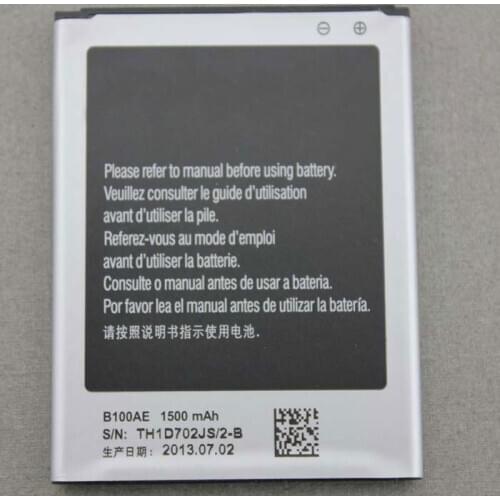 Please refer to manual before using battery.
Veuillez consulter le guide d'utilisation
avant d'utiliser la pile.
Referez-vous au mode d'emploi
avant d'utiliser la batterie.
Consulte o manual antes de usar a bateria.
Por favor lea el manual antes de utilizar la batería.
请按照说明书指示使用电池.
B100AE 1500 mAh
S/N: TH1D702JS/2-B
生产日期: 2013.07.02